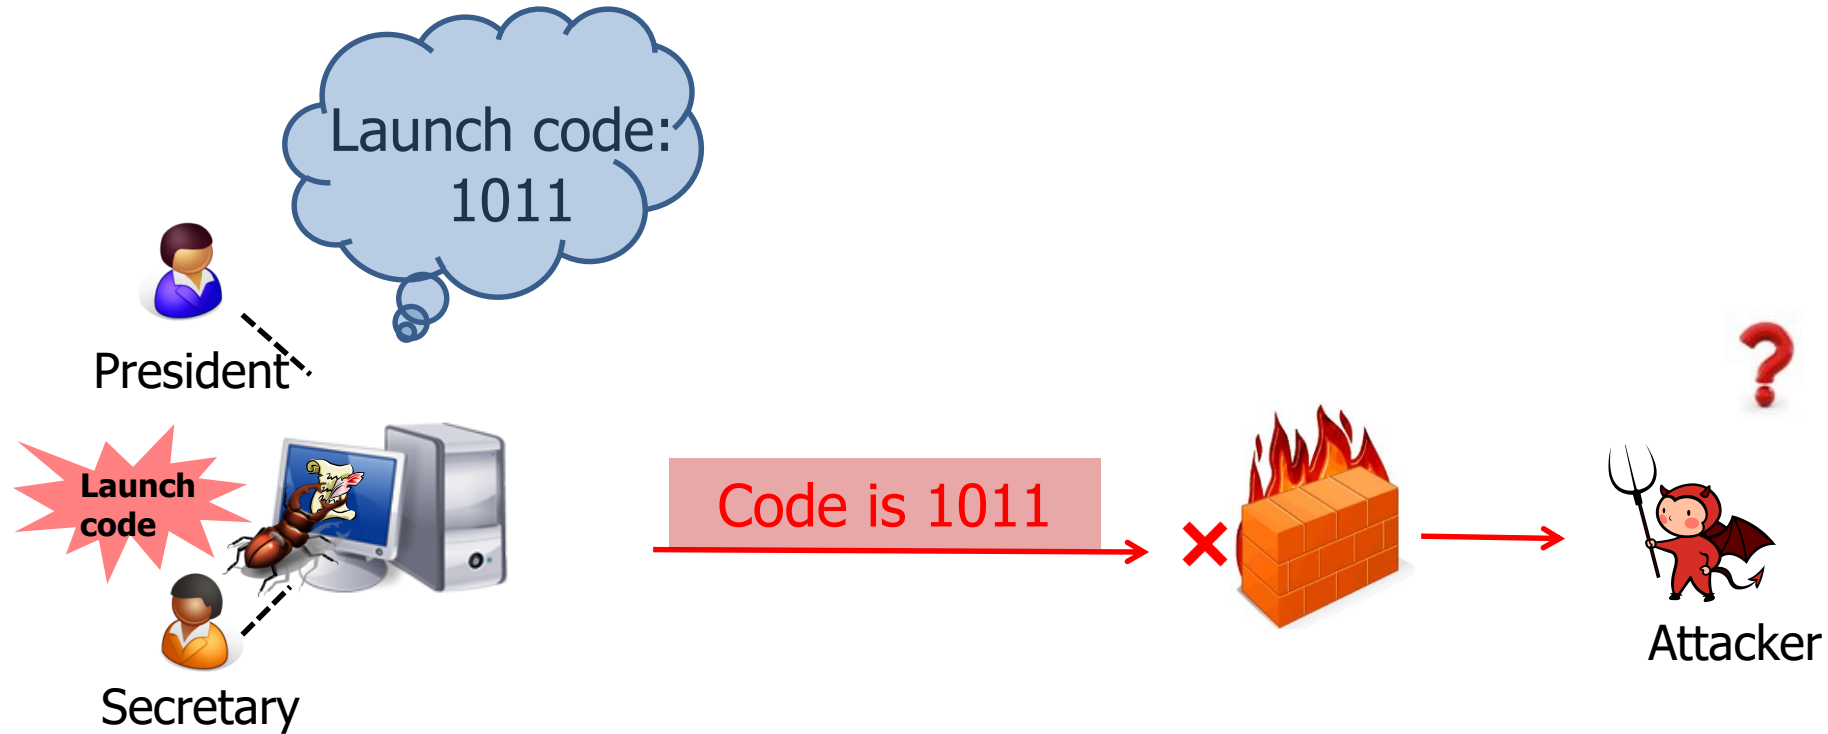 Launch code:
1011
President
Launch
code
Code is 1011
Secretary
Attacker